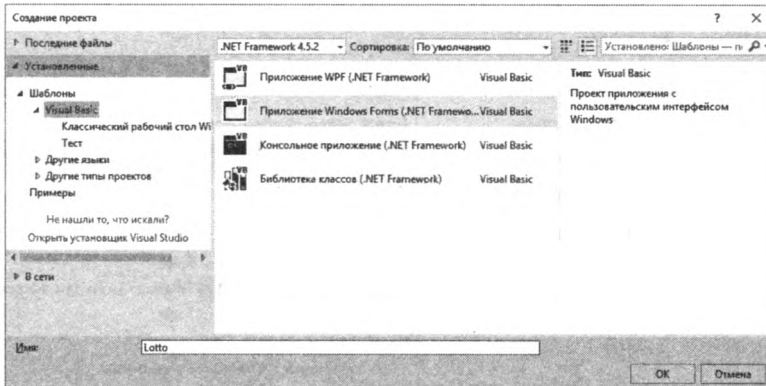 Создание проекта ? ×
Последние файлы
.NET Framework 4.5.2 Сортировка: По умолчанию
Установлено: Шаблоны — п
Установленные
Шаблоны
Visual Basic
Классический рабочий стол Wi
Тест
Другие языки
Другие типы проектов
Примеры
Не нашли то, что искали?
Открыть установщик Visual Studio
В сети
VB Приложение WPF (.NET Framework) Visual Basic
VB Приложение Windows Forms (.NET Framewo... Visual Basic
VB Консольное приложение (.NET Framework) Visual Basic
VB Библиотека классов (.NET Framework) Visual Basic
Тип: Visual Basic
Проект приложения с
пользовательским интерфейсом
Windows
Имя: Lotto
OK Отмена